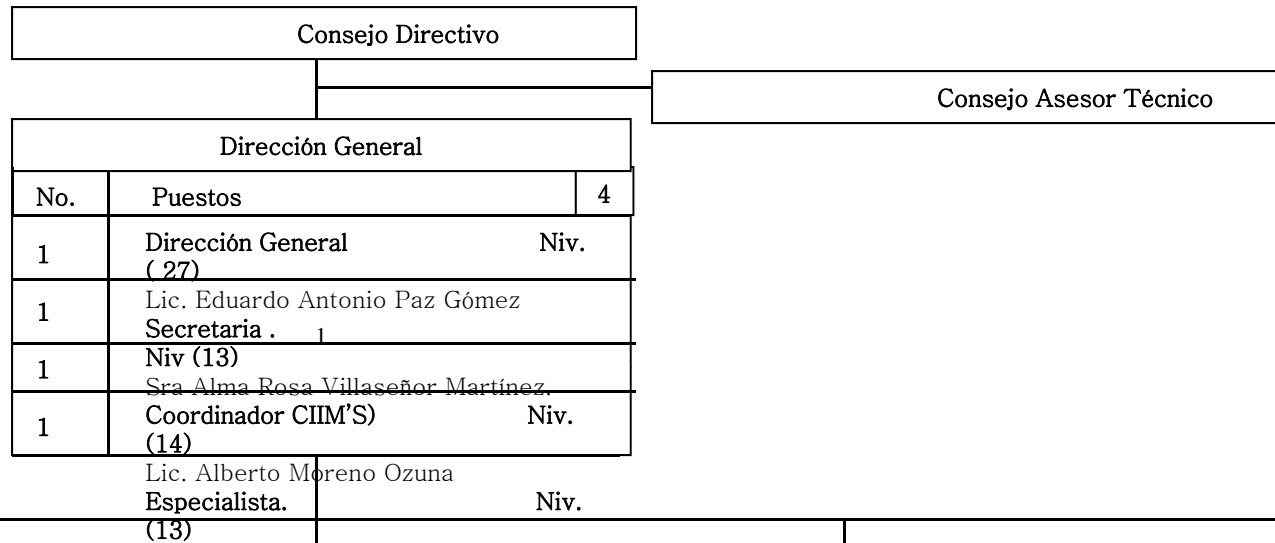 Consejo Directivo
Consejo Asesor Técnico
Dirección General
No. Puestos 4
1 Dirección General Niv.
( 27)
1 Lic. Eduardo Antonio Paz Gómez
Secretaria .
1 Niv (13)
Sra Alma Rosa Villaseñor Martínez.
1 Coordinador CIIM’S) Niv.
(14)
Lic. Alberto Moreno Ozuna
Especialista. Niv.
(13)